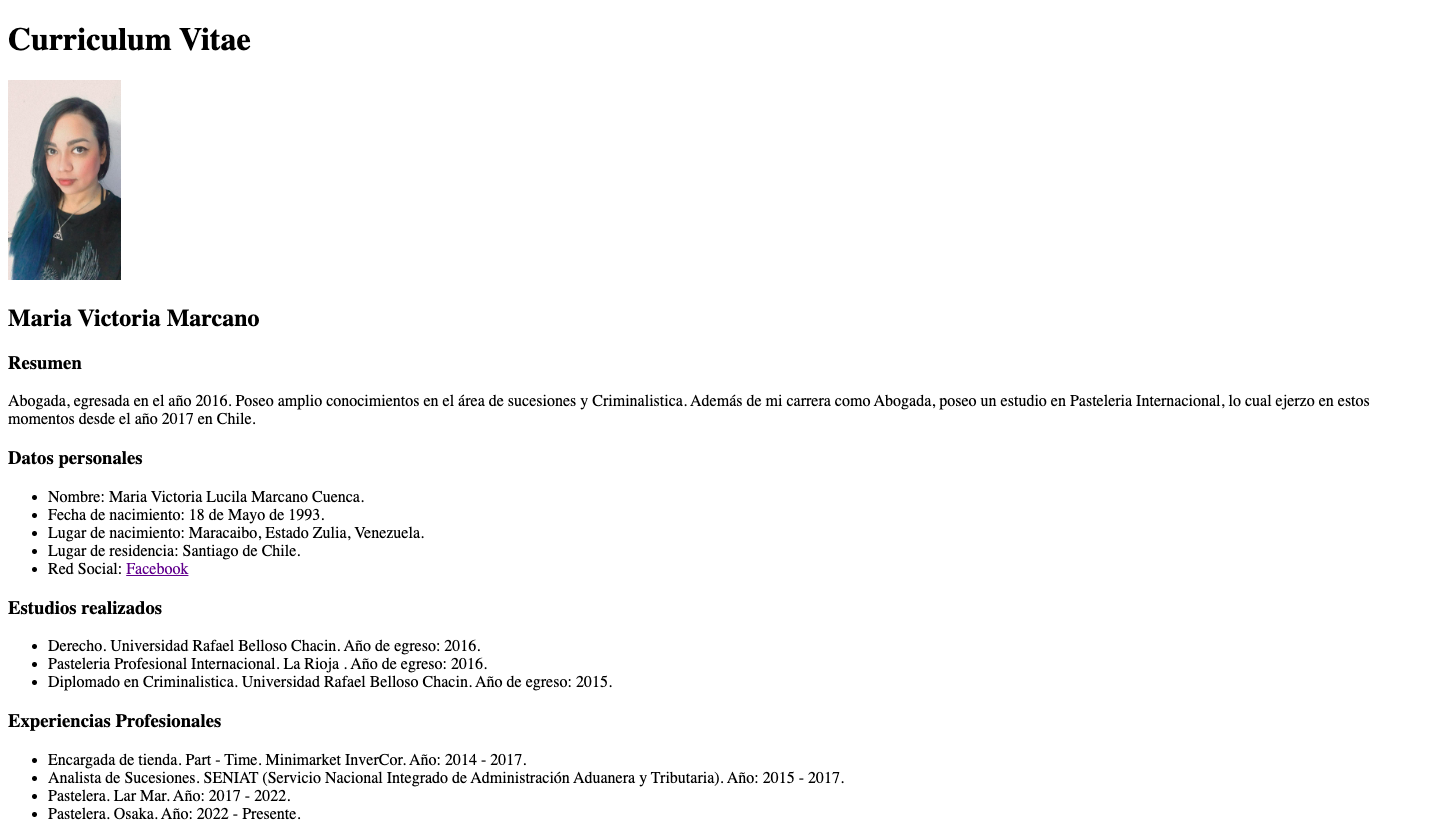 Curriculum Vitae
Maria Victoria Marcano
Resumen
Abogada, egresada en el año 2016. Poseo amplio conocimientos en el área de sucesiones y Criminalistica. Además de mi carrera como Abogada, poseo un estudio en Pasteleria Internacional, lo cual ejerzo en estos
momentos desde el año 2017 en Chile.
Datos personales
• Nombre: Maria Victoria Lucila Marcano Cuenca.
• Fecha de nacimiento: 18 de Mayo de 1993.
• Lugar de nacimiento: Maracaibo, Estado Zulia, Venezuela.
• Lugar de residencia: Santiago de Chile.
• Red Social: Facebook
Estudios realizados
• Derecho. Universidad Rafael Belloso Chacin. Año de egreso: 2016.
• Pasteleria Profesional Internacional. La Rioja . Año de egreso: 2016.
• Diplomado en Criminalistica. Universidad Rafael Belloso Chacin. Año de egreso: 2015.
Experiencias Profesionales
• Encargada de tienda. Part - Time. Minimarket InverCor. Año: 2014 - 2017.
• Analista de Sucesiones. SENIAT (Servicio Nacional Integrado de Administración Aduanera y Tributaria). Año: 2015 - 2017.
• Pastelera. Lar Mar. Año: 2017 - 2022.
• Pastelera. Osaka. Año: 2022 - Presente.